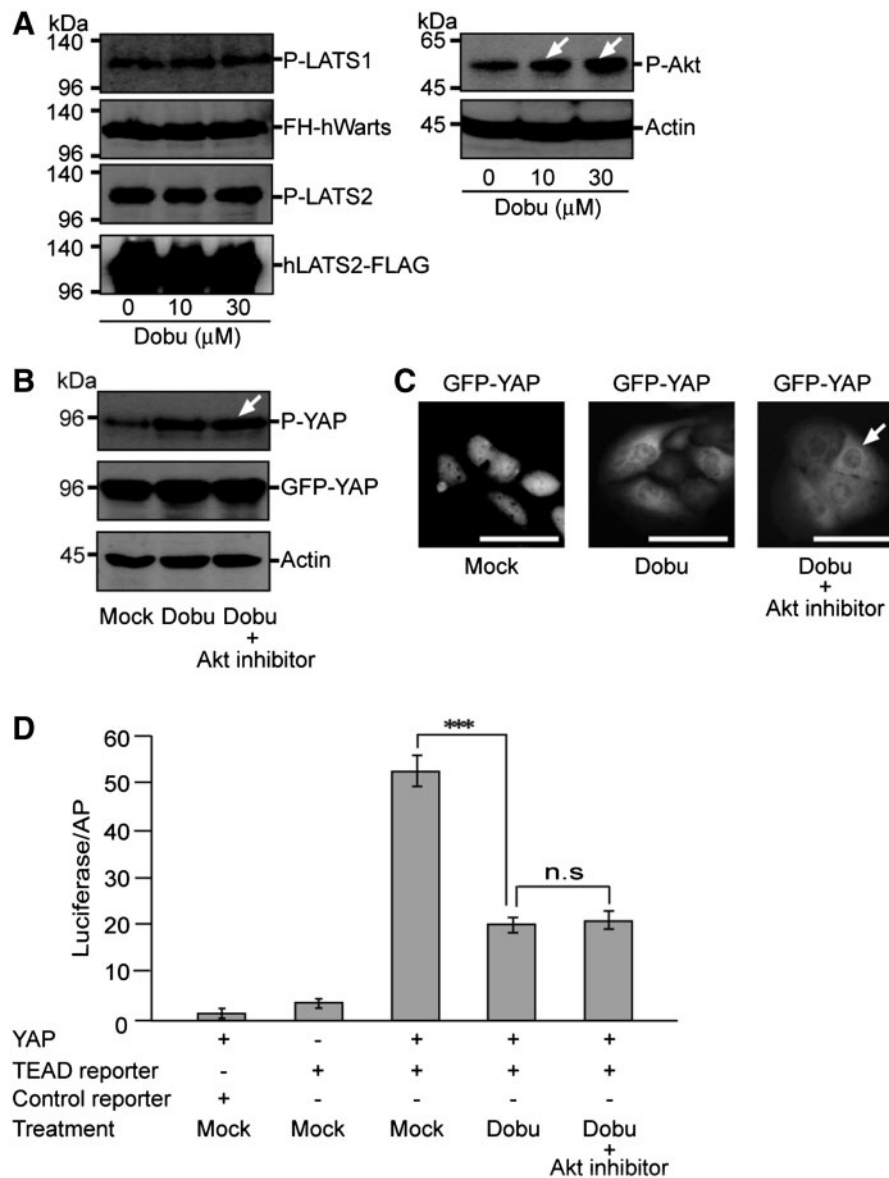 A
kDa
140
96
P-LATS1
140
96
FH-hWarts
140
96
P-LATS2
140
96
hLATS2-FLAG
0 10 30
Dobu (µM)
kDa
65
45
P-Akt
45
Actin
0 10 30
Dobu (µM)
B
kDa
96
P-YAP
96
GFP-YAP
45
Actin
Mock Dobu Dobu
+
Akt inhibitor
C
GFP-YAP GFP-YAP GFP-YAP
Mock Dobu Dobu
+
Akt inhibitor
D
Luciferase/AP
60
50
40
30
20
10
0
***
n.s
YAP + - + + +
TEAD reporter - + + + +
Control reporter + - - - -
Treatment Mock Mock Mock Dobu Dobu
+
Akt inhibitor